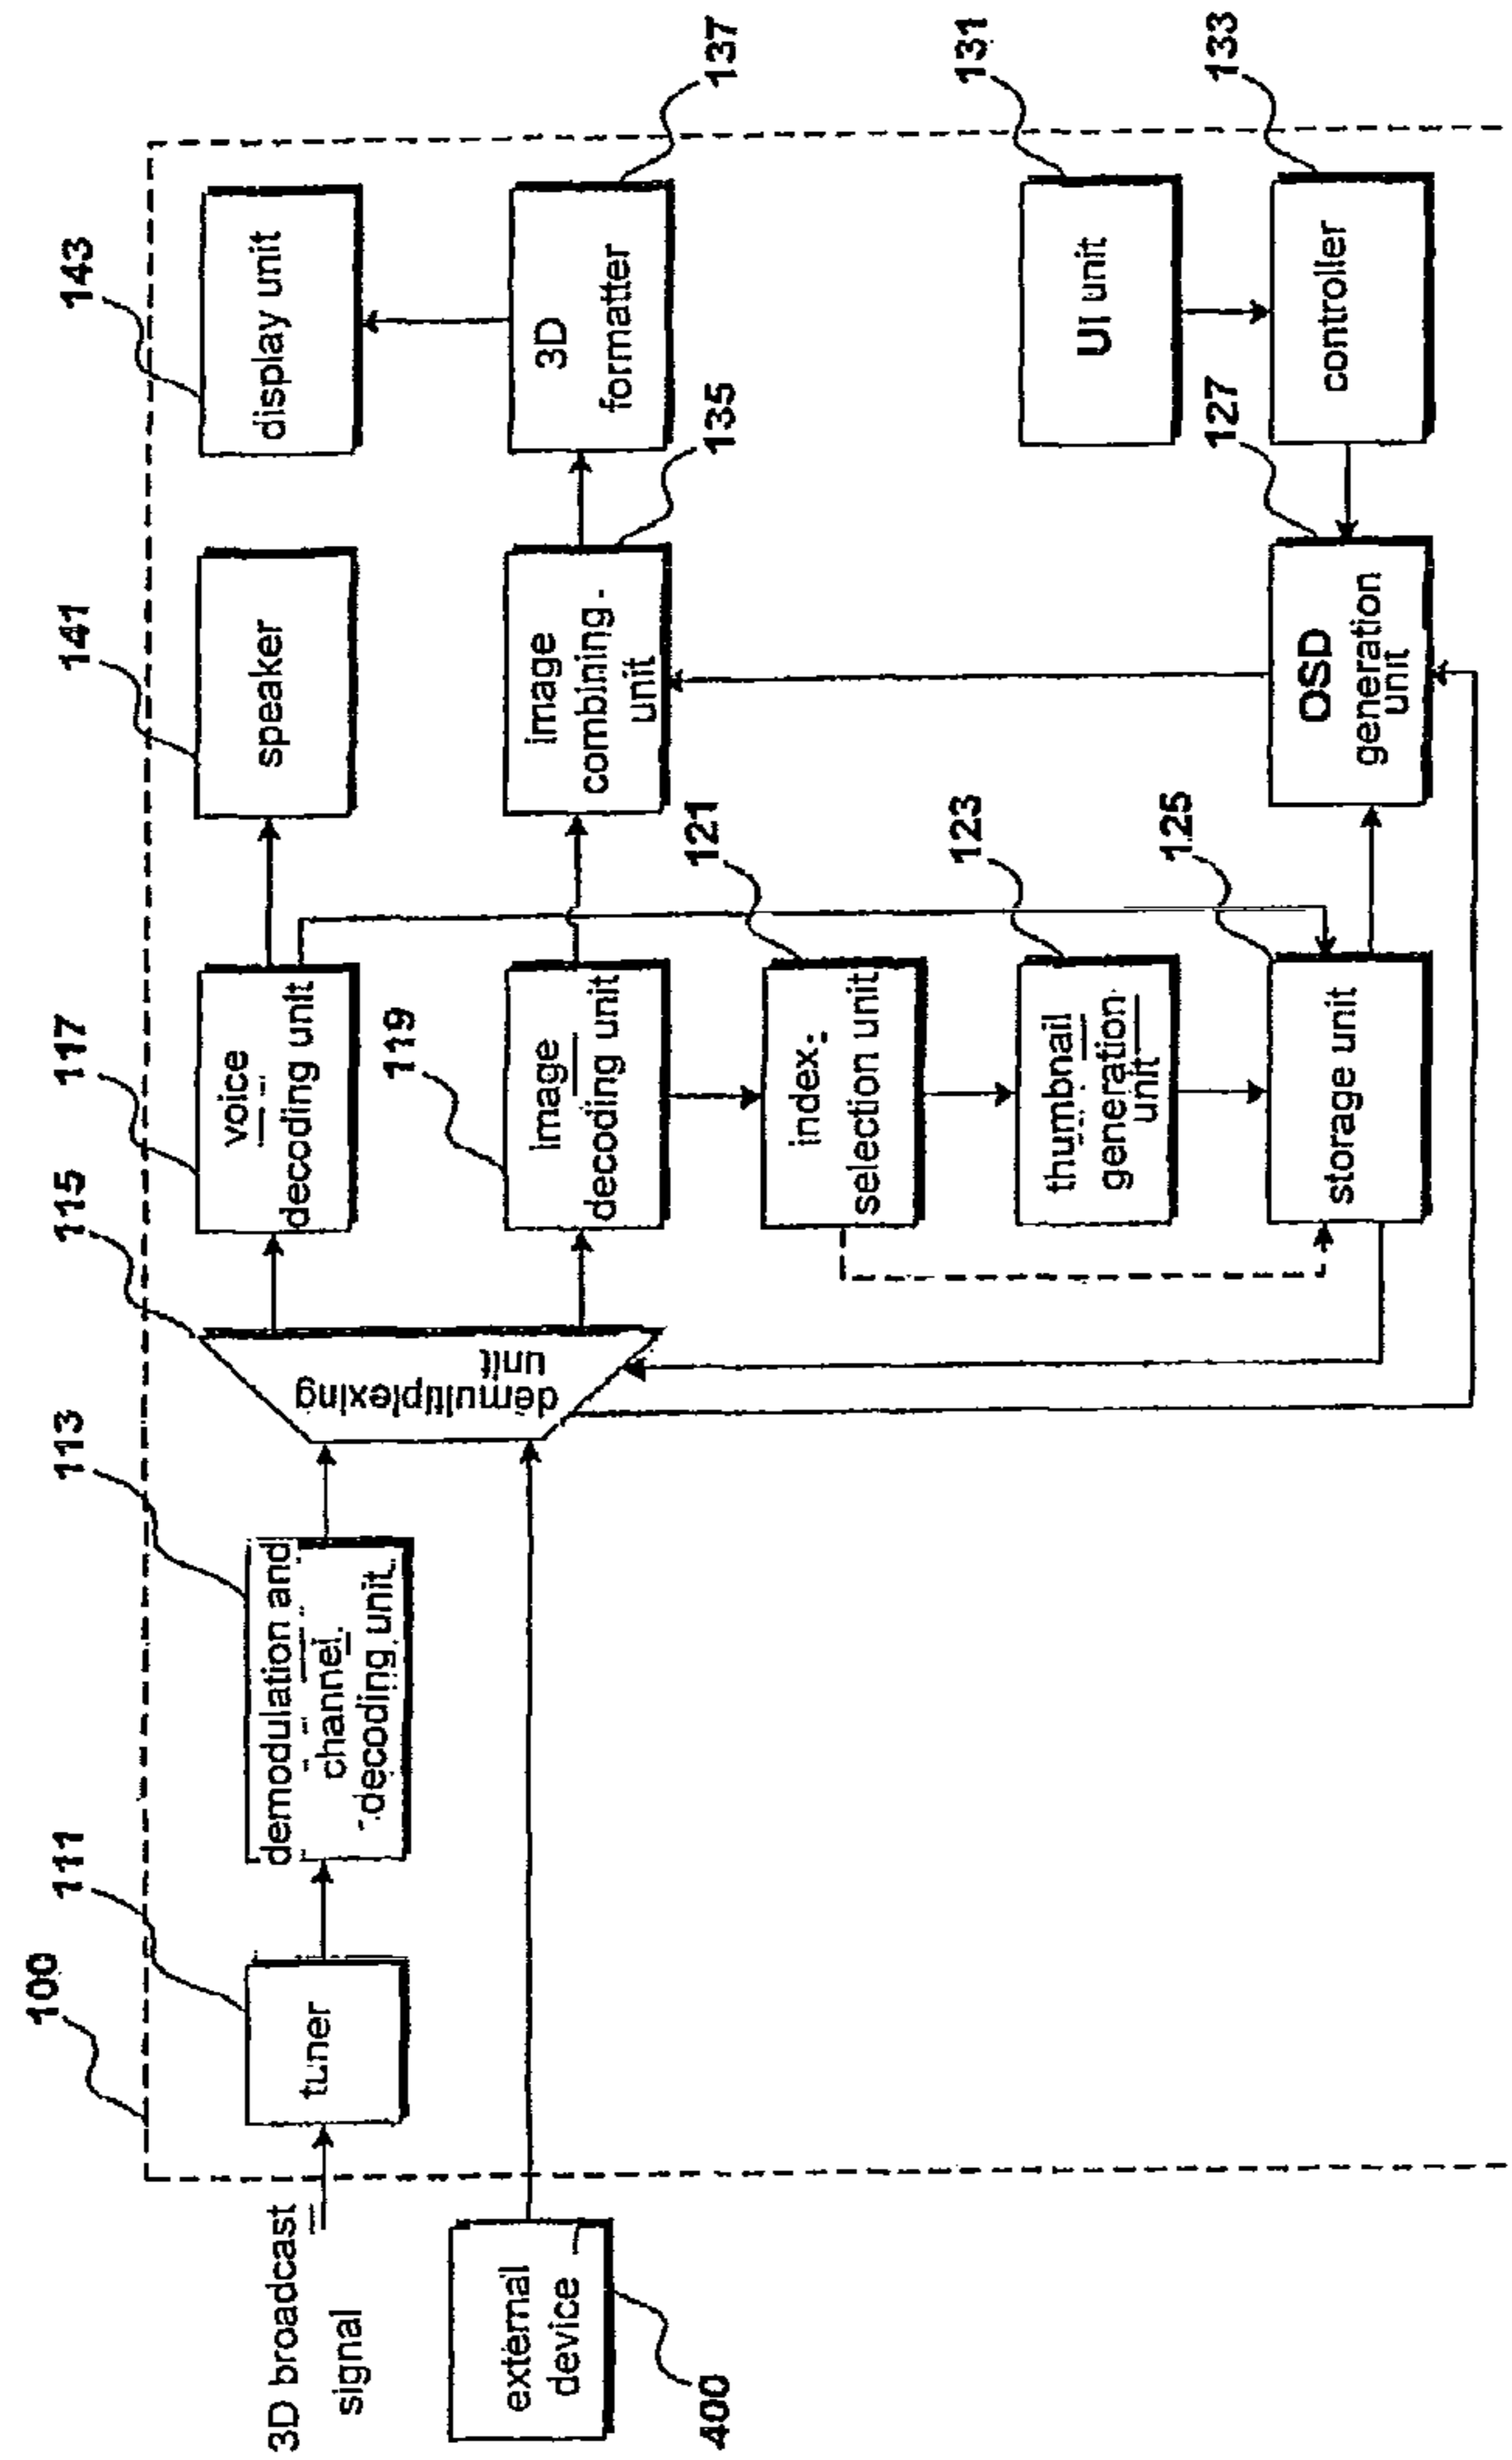 100
111
113
115
117
141
143
3D broadcast
signal
tuner
demodulation and
channel
decoding unit
demultiplexing
unit
voice
decoding unit
speaker
display unit
119
external
device
400
image
decoding unit
image
combining
unit
135
3D
formatter
137
121
index
selection unit
123
thumbnail
generation
unit
UI unit
131
125
storage unit
127
OSD
generation
unit
controller
133